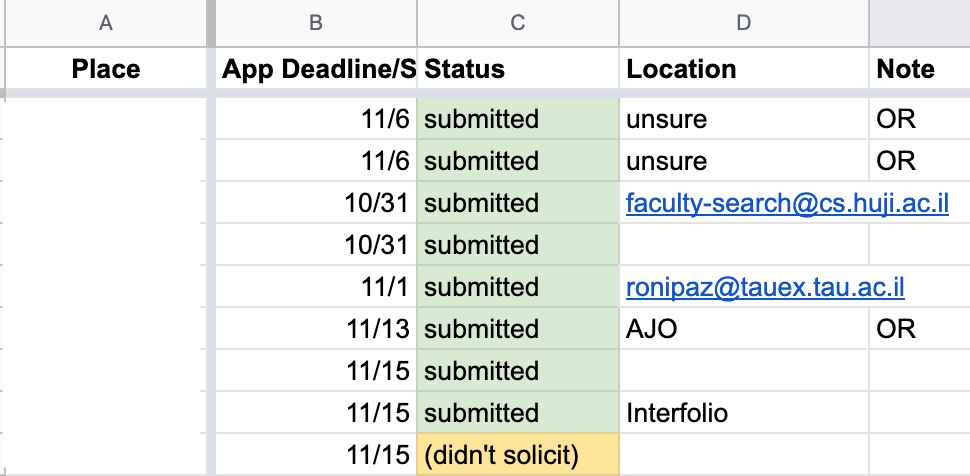 A B C D
Place App Deadline/S Status Location Note
11/6 submitted unsure OR
11/6 submitted unsure OR
10/31 submitted faculty-search@cs.huji.ac.il
10/31 submitted
11/1 submitted ronipaz@tauex.tau.ac.il
11/13 submitted AJO OR
11/15 submitted
11/15 submitted Interfolio
11/15 (didn't solicit)